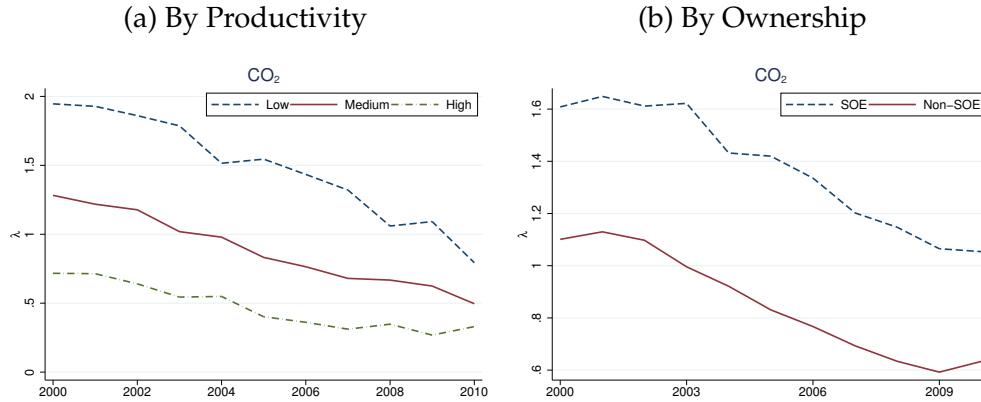 (a) By Productivity
CO₂
Low Medium High
2
1.5
1
.5
0
λ
2000 2002 2004 2006 2008 2010
(b) By Ownership
CO₂
SOE Non-SOE
1.6
1.4
1.2
1
.8
.6
λ
2000 2003 2006 2009